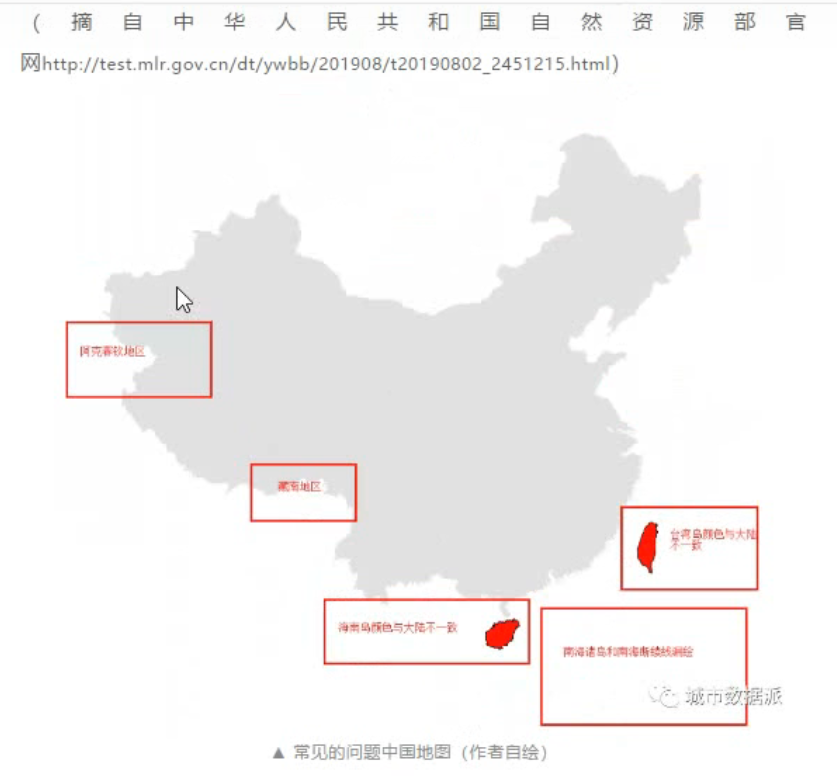 （摘自中华人民共和国自然资源部官
网http://test.mlr.gov.cn/dt/ywbb/201908/t20190802_2451215.html）
阿克赛钦地区
藏南地区
台湾岛颜色与大陆
不一致
海南岛颜色与大陆不一致
南海诸岛和南海断续线漏绘
城市数据派
▲ 常见的问题中国地图（作者自绘）